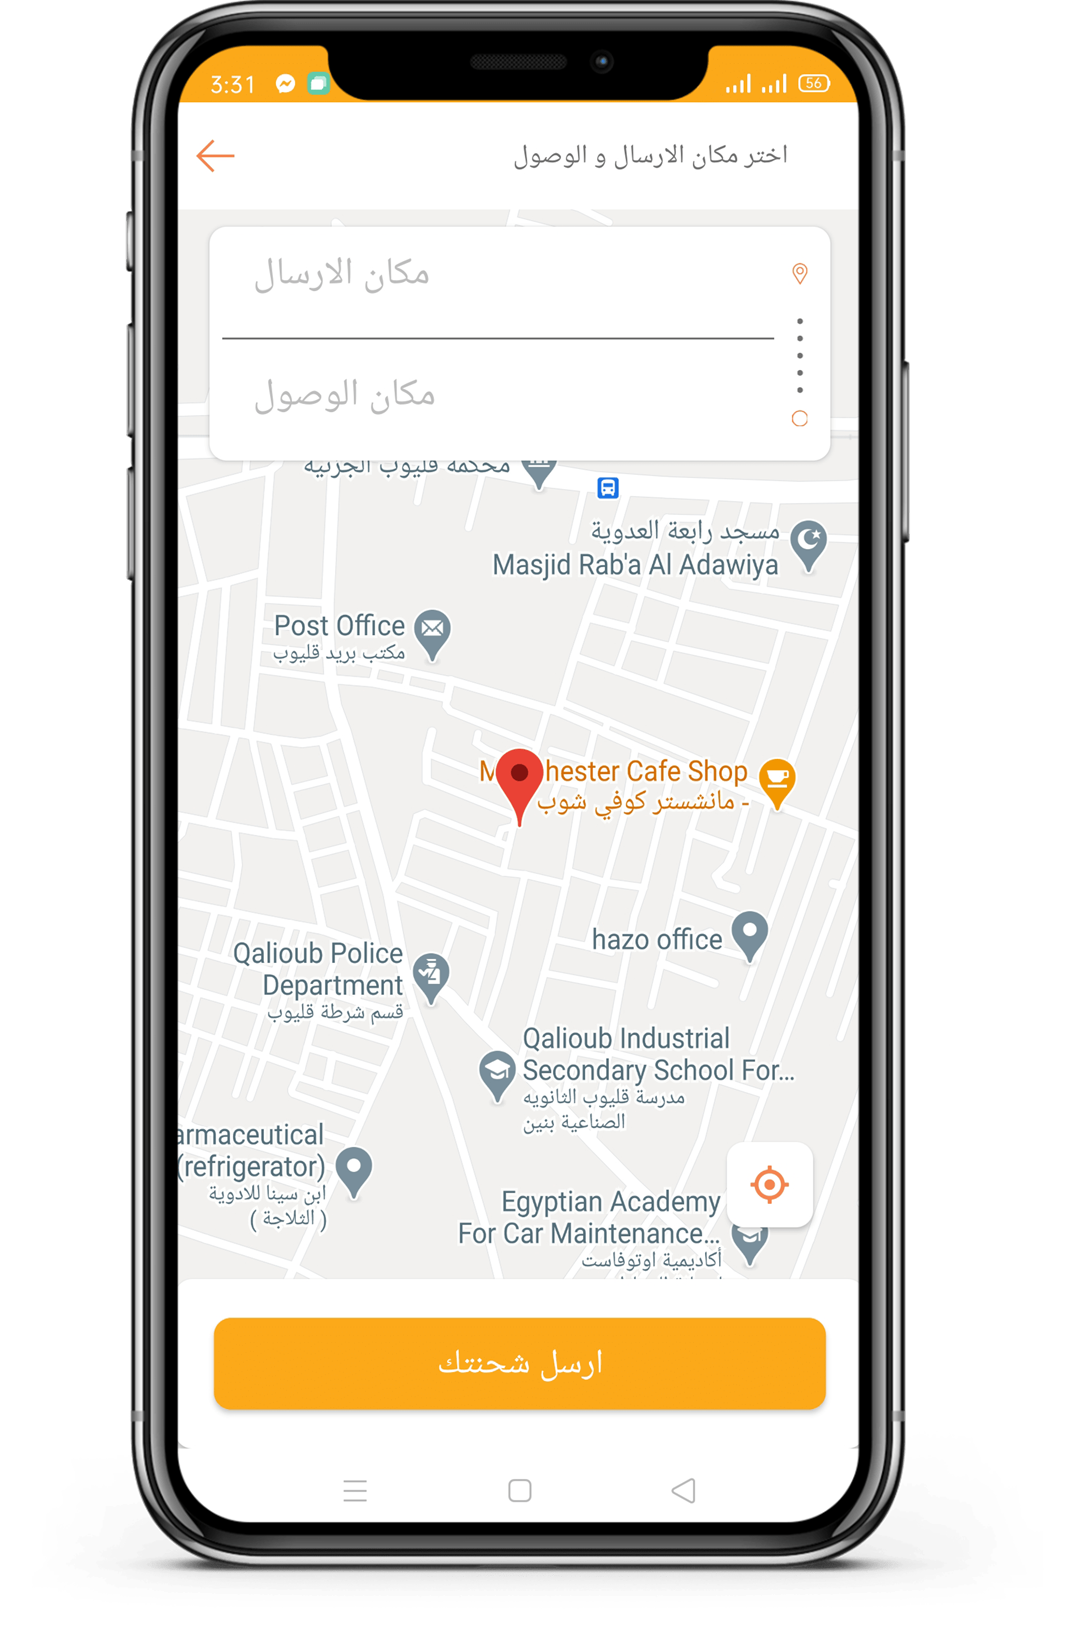 3:31
56
اختر مكان الارسال و الوصول
مكان الارسال
مكان الوصول
محكمة قليوب الجزئية
مسجد رابعة العدوية
Masjid Rab'a Al Adawiya
Post Office
مكتب بريد قليوب
hester Cafe Shop
مانشستر كوفي شوب -
hazo office
Qalioub Police
Department
قسم شرطة قليوب
Qalioub Industrial
Secondary School For...
مدرسة قليوب الثانويه
الصناعية بنين
armaceutical
(refrigerator)
ابن سينا للادوية
( الثلاجة )
Egyptian Academy
For Car Maintenance...
أكاديمية اوتوفاست
ارسل شحنتك